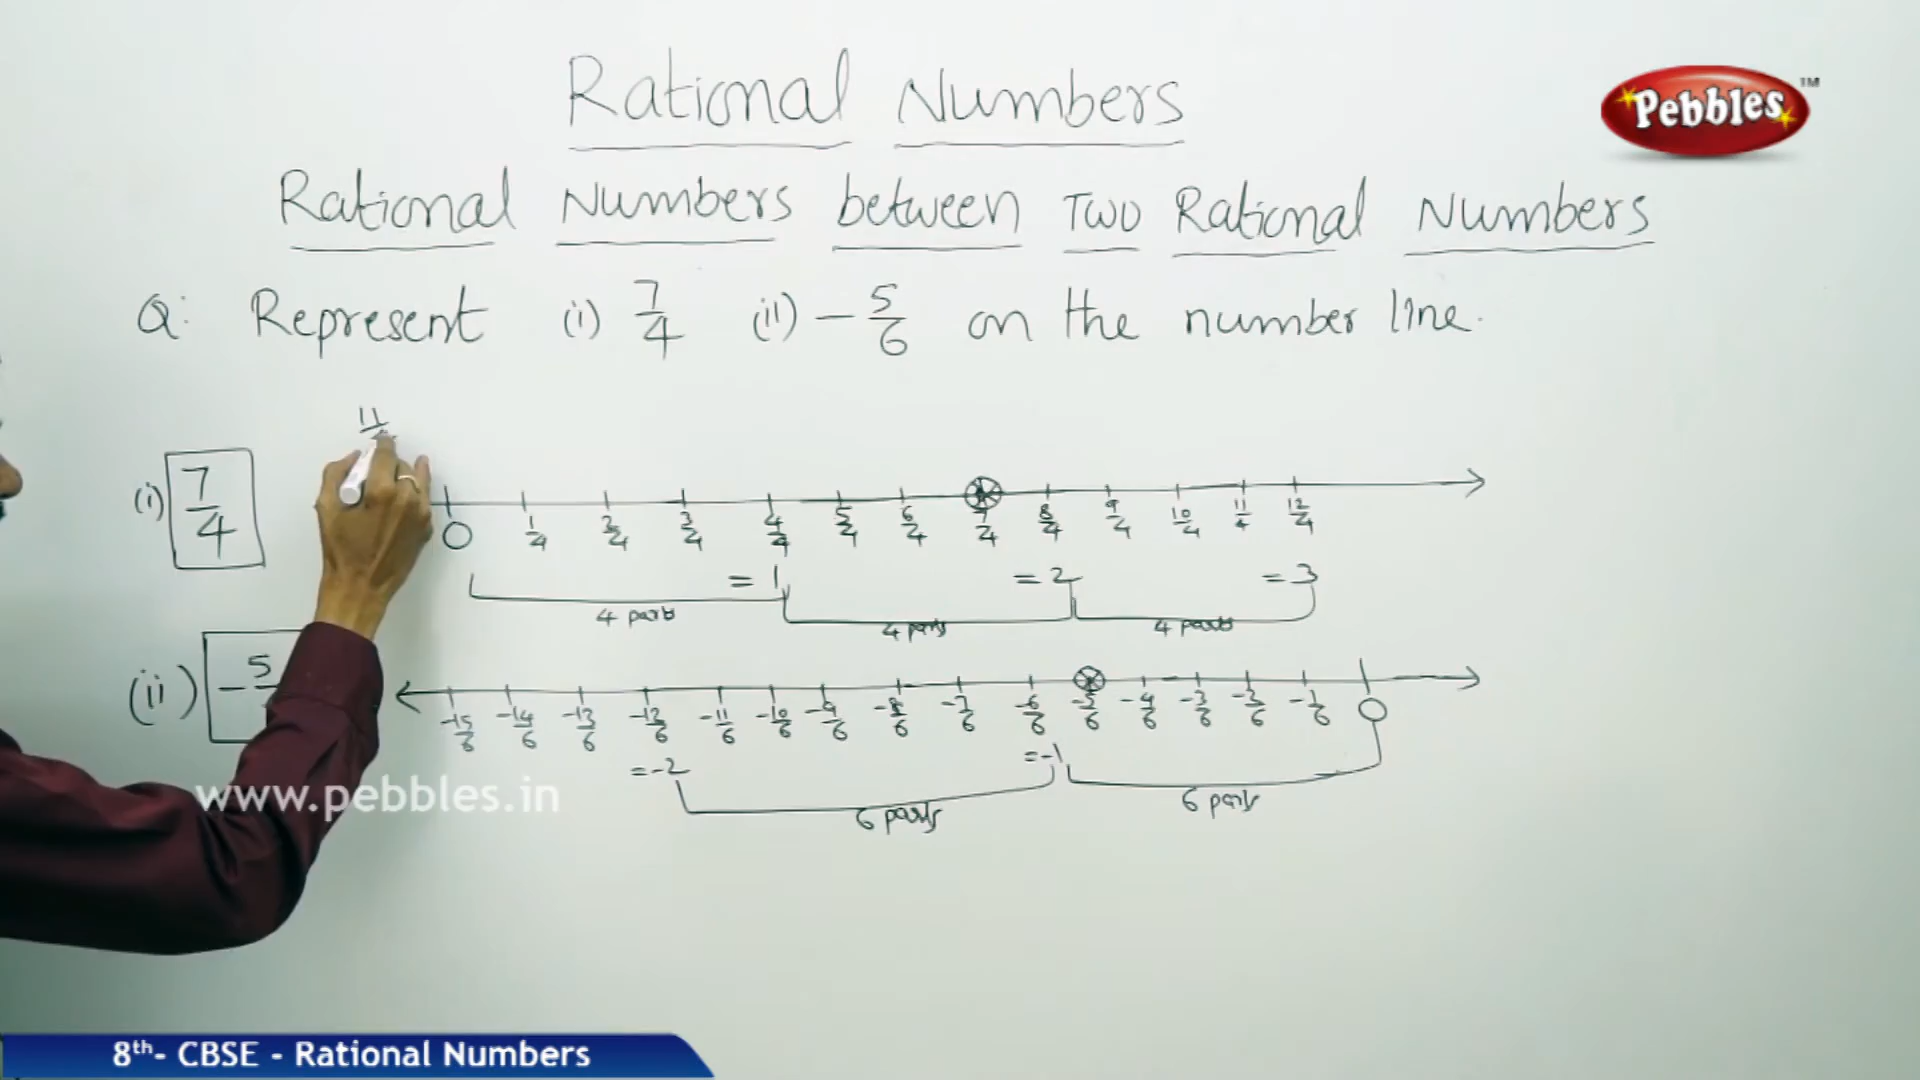 Rational Numbers
Pebbles™
Rational Numbers between Two Rational Numbers
Q: Represent (i) 7/4 (ii) -5/6 on the number line.
11
(i) 7/4
0 1/4 2/4 3/4 4/4 5/4 6/4 7/4 8/4 9/4 10/4 11/4 12/4
= 1 = 2 = 3
4 parts 4 parts 4 parts
(ii) -5
-15/6 -14/6 -13/6 -12/6 -11/6 -10/6 -9/6 -8/6 -7/6 -6/6 -5/6 -4/6 -3/6 -1/6 0
=-2 =-1
www.pebbles.in
6 parts 6 parts
8th- CBSE - Rational Numbers